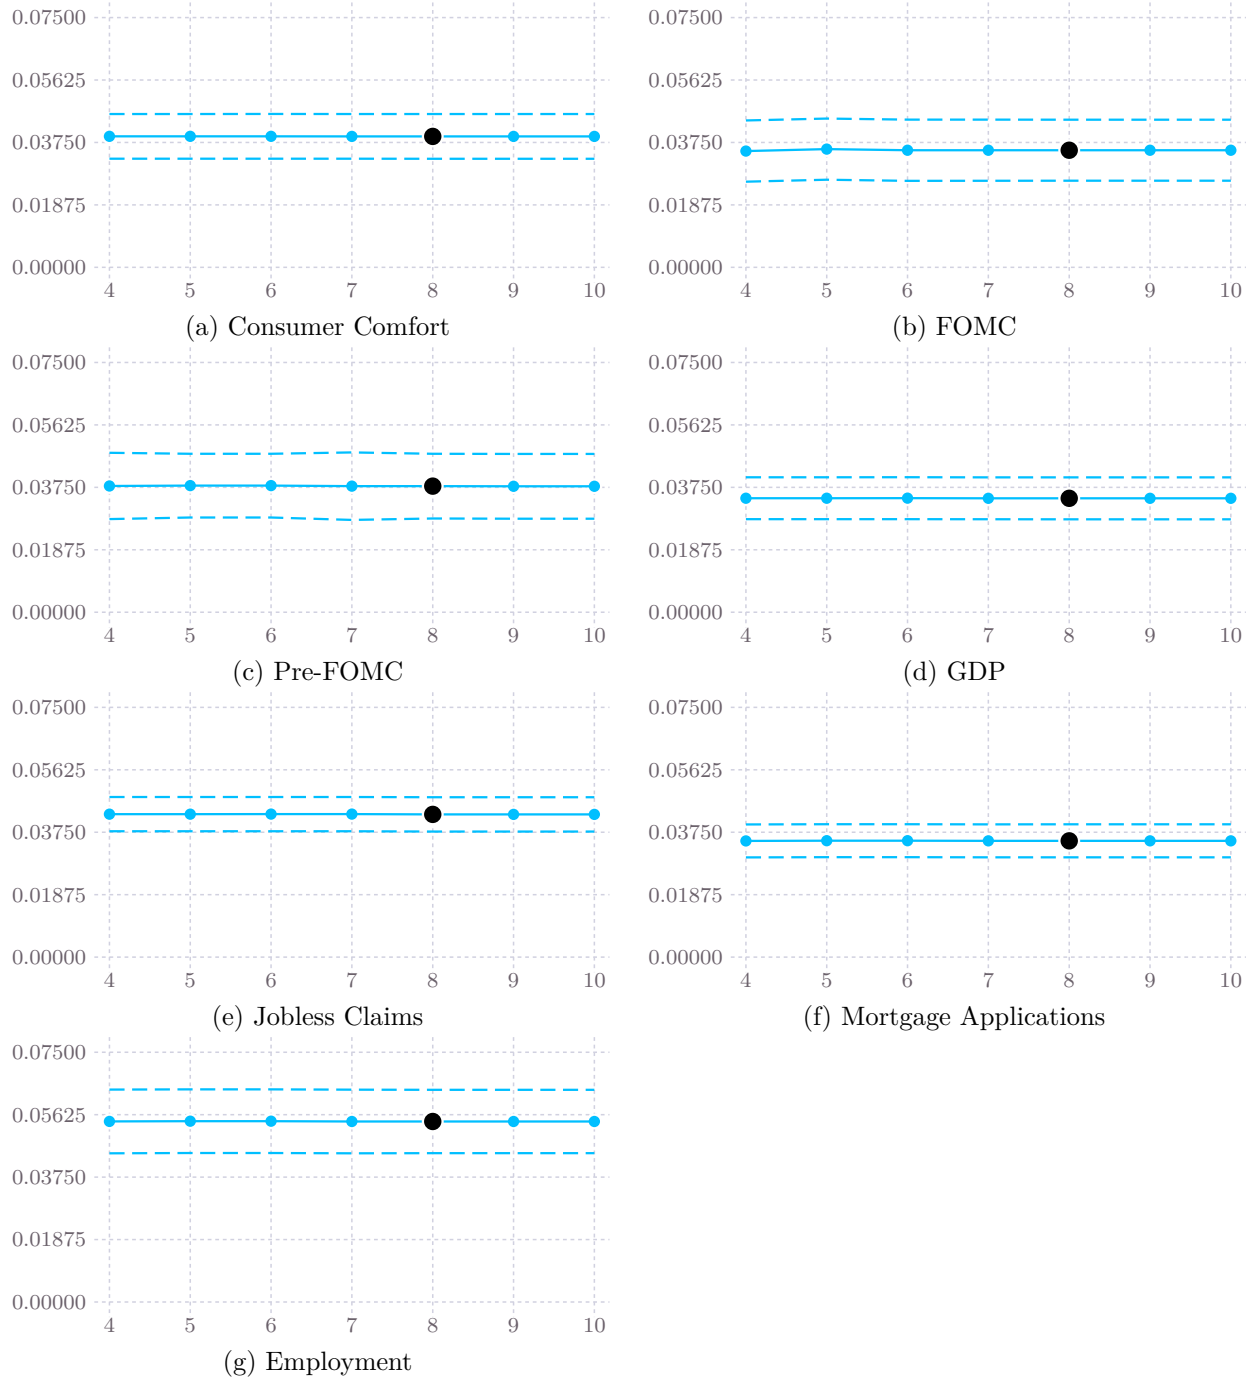 0.07500
0.05625
0.03750
0.01875
0.00000
4 5 6 7 8 9 10
(a) Consumer Comfort
0.07500
0.05625
0.03750
0.01875
0.00000
4 5 6 7 8 9 10
(b) FOMC
0.07500
0.05625
0.03750
0.01875
0.00000
4 5 6 7 8 9 10
(c) Pre-FOMC
0.07500
0.05625
0.03750
0.01875
0.00000
4 5 6 7 8 9 10
(d) GDP
0.07500
0.05625
0.03750
0.01875
0.00000
4 5 6 7 8 9 10
(e) Jobless Claims
0.07500
0.05625
0.03750
0.01875
0.00000
4 5 6 7 8 9 10
(f) Mortgage Applications
0.07500
0.05625
0.03750
0.01875
0.00000
4 5 6 7 8 9 10
(g) Employment